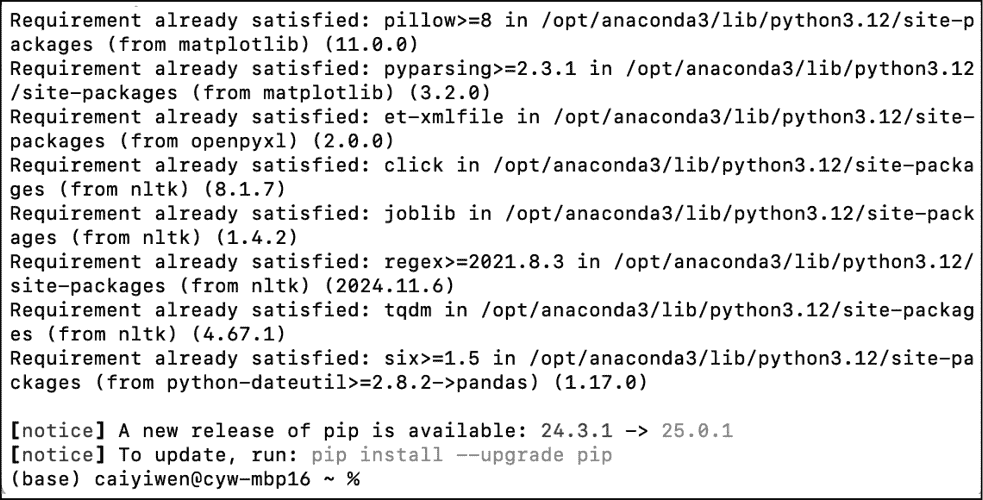 Requirement already satisfied: pillow>=8 in /opt/anaconda3/lib/python3.12/site-p
ackages (from matplotlib) (11.0.0)
Requirement already satisfied: pyparsing>=2.3.1 in /opt/anaconda3/lib/python3.12
/site-packages (from matplotlib) (3.2.0)
Requirement already satisfied: et-xmlfile in /opt/anaconda3/lib/python3.12/site-
packages (from openpyxl) (2.0.0)
Requirement already satisfied: click in /opt/anaconda3/lib/python3.12/site-packa
ges (from nltk) (8.1.7)
Requirement already satisfied: joblib in /opt/anaconda3/lib/python3.12/site-pack
ages (from nltk) (1.4.2)
Requirement already satisfied: regex>=2021.8.3 in /opt/anaconda3/lib/python3.12/
site-packages (from nltk) (2024.11.6)
Requirement already satisfied: tqdm in /opt/anaconda3/lib/python3.12/site-packag
es (from nltk) (4.67.1)
Requirement already satisfied: six>=1.5 in /opt/anaconda3/lib/python3.12/site-pa
ckages (from python-dateutil>=2.8.2->pandas) (1.17.0)

[notice] A new release of pip is available: 24.3.1 -> 25.0.1
[notice] To update, run: pip install --upgrade pip
(base) caiyiwen@cyw-mbp16 ~ %